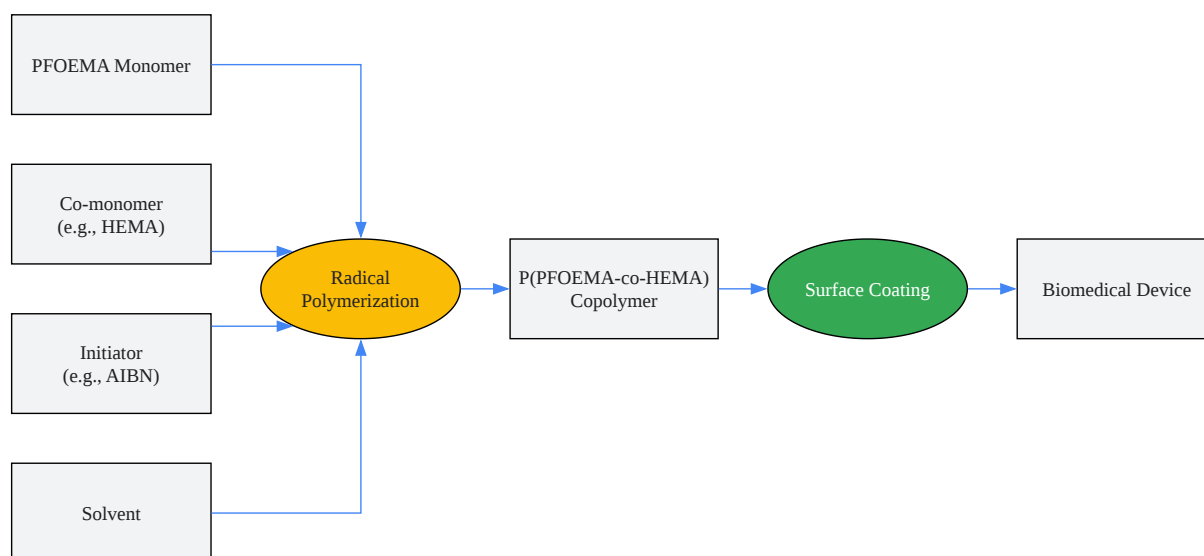 PFOEMA Monomer
Co-monomer
(e.g., HEMA)
Initiator
(e.g., AIBN)
Solvent
Radical
Polymerization
P(PFOEMA-co-HEMA)
Copolymer
Surface Coating
Biomedical Device